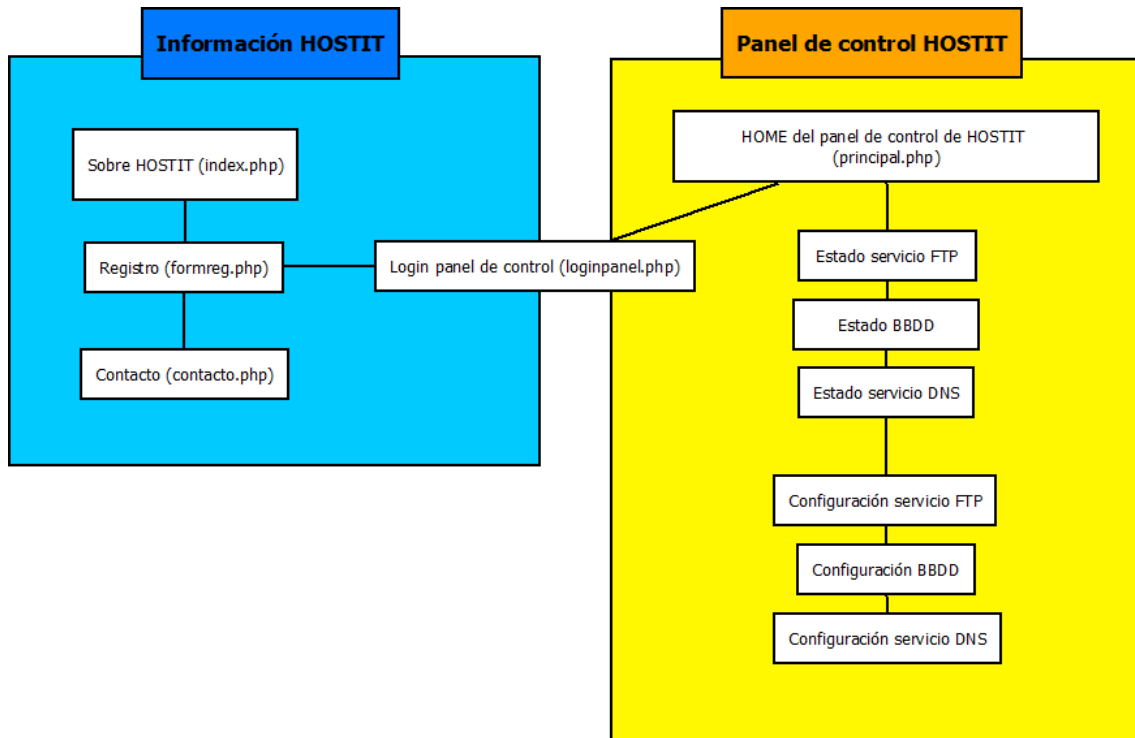 Información HOSTIT
Sobre HOSTIT (index.php)
Registro (formreg.php)
Contacto (contacto.php)
Login panel de control (loginpanel.php)
Panel de control HOSTIT
HOME del panel de control de HOSTIT
(principal.php)
Estado servicio FTP
Estado BBDD
Estado servicio DNS
Configuración servicio FTP
Configuración BBDD
Configuración servicio DNS